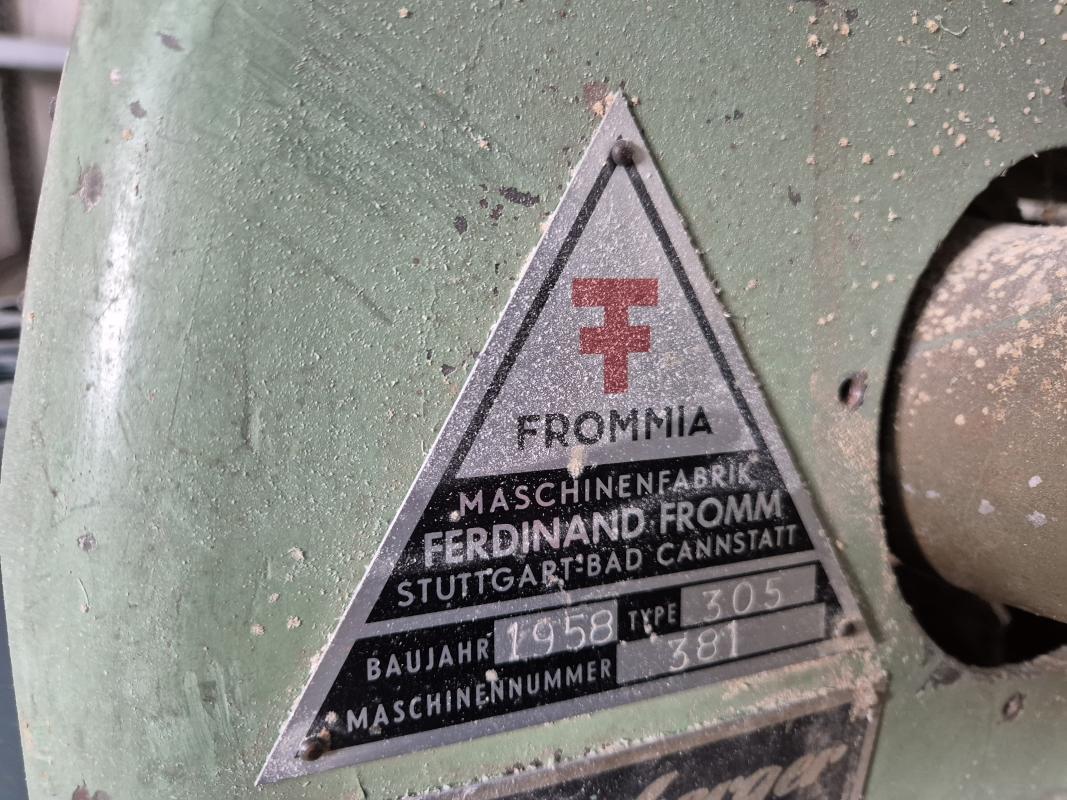 FROMMIA
MASCHINENFABRIK
FERDINAND FROMM
STUTTGART-BAD CANNSTATT
BAUJAHR 1958 TYPE 305
MASCHINENNUMMER 381